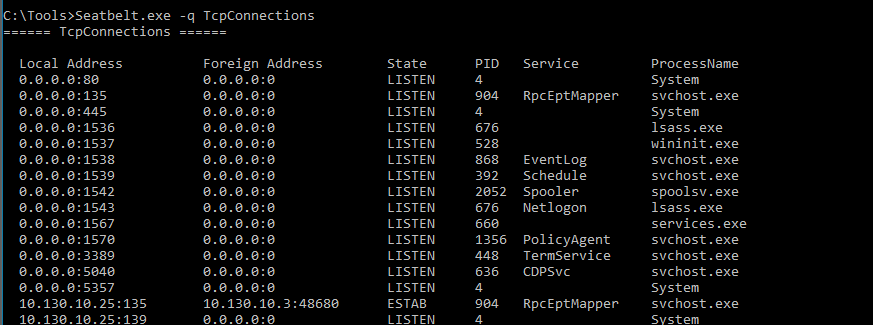 C:\Tools>Seatbelt.exe -q TcpConnections
====== TcpConnections ======
Local Address Foreign Address State PID Service ProcessName
0.0.0.0:80 0.0.0.0:0 LISTEN 4 System
0.0.0.0:135 0.0.0.0:0 LISTEN 904 RpcEptMapper svchost.exe
0.0.0.0:445 0.0.0.0:0 LISTEN 4 System
0.0.0.0:1536 0.0.0.0:0 LISTEN 676 lsass.exe
0.0.0.0:1537 0.0.0.0:0 LISTEN 528 wininit.exe
0.0.0.0:1538 0.0.0.0:0 LISTEN 868 EventLog svchost.exe
0.0.0.0:1539 0.0.0.0:0 LISTEN 392 Schedule svchost.exe
0.0.0.0:1542 0.0.0.0:0 LISTEN 2052 Spooler spoolsv.exe
0.0.0.0:1543 0.0.0.0:0 LISTEN 676 Netlogon lsass.exe
0.0.0.0:1567 0.0.0.0:0 LISTEN 660 services.exe
0.0.0.0:1570 0.0.0.0:0 LISTEN 1356 PolicyAgent svchost.exe
0.0.0.0:3389 0.0.0.0:0 LISTEN 448 TermService svchost.exe
0.0.0.0:5040 0.0.0.0:0 LISTEN 636 CDPSvc svchost.exe
0.0.0.0:5357 0.0.0.0:0 LISTEN 4 System
10.130.10.25:135 10.130.10.3:48680 ESTAB 904 RpcEptMapper svchost.exe
10.130.10.25:139 0.0.0.0:0 LISTEN 4 System